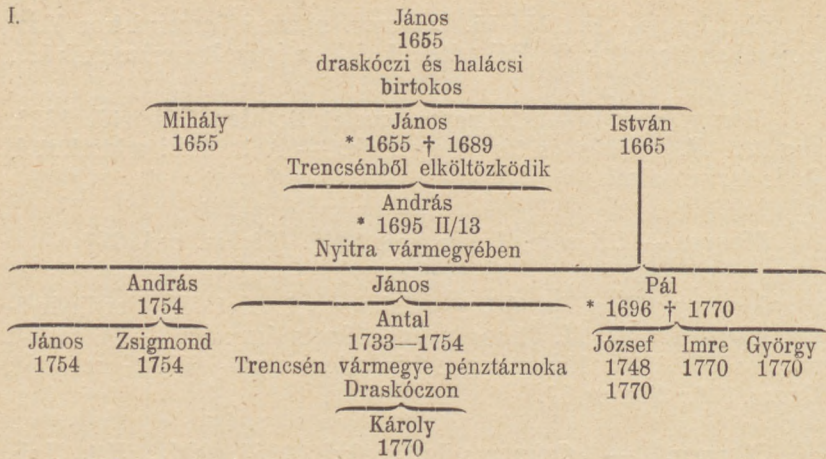 I.
János
1655
draskóczi és halácsi
birtokos
Mihály János István
1655 * 1655 † 1689 1665
Trencsénből elköltözködik
András
* 1695 II/13
Nyitra vármegyében
András János Pál
1754 * 1696 † 1770
Antal
János Zsigmond 1733—1754 József Imre György
1754 1754 Trencsén vármegye pénztárnoka 1748 1770 1770
Draskóczon 1770
Károly
1770